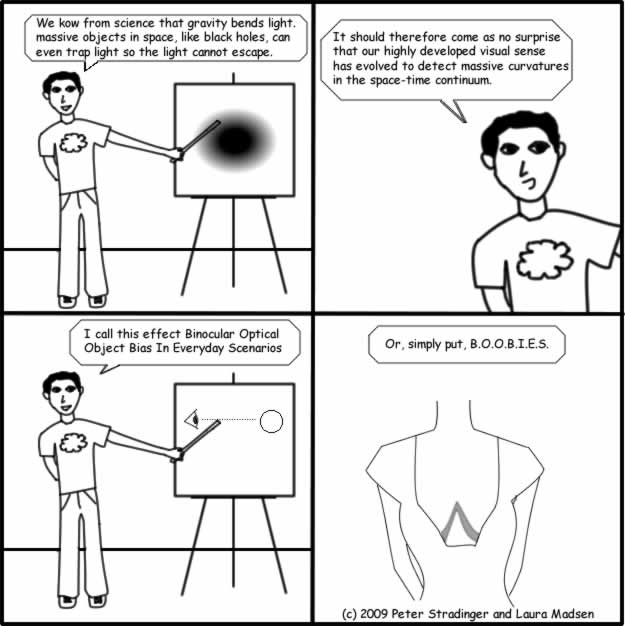 We kow from science that gravity bends light.
massive objects in space, like black holes, can
even trap light so the light cannot escape.
It should therefore come as no surprise
that our highly developed visual sense
has evolved to detect massive curvatures
in the space-time continuum.
I call this effect Binocular Optical
Object Bias In Everyday Scenarios
Or, simply put, B.O.O.B.I.E.S.
(c) 2009 Peter Stradinger and Laura Madsen